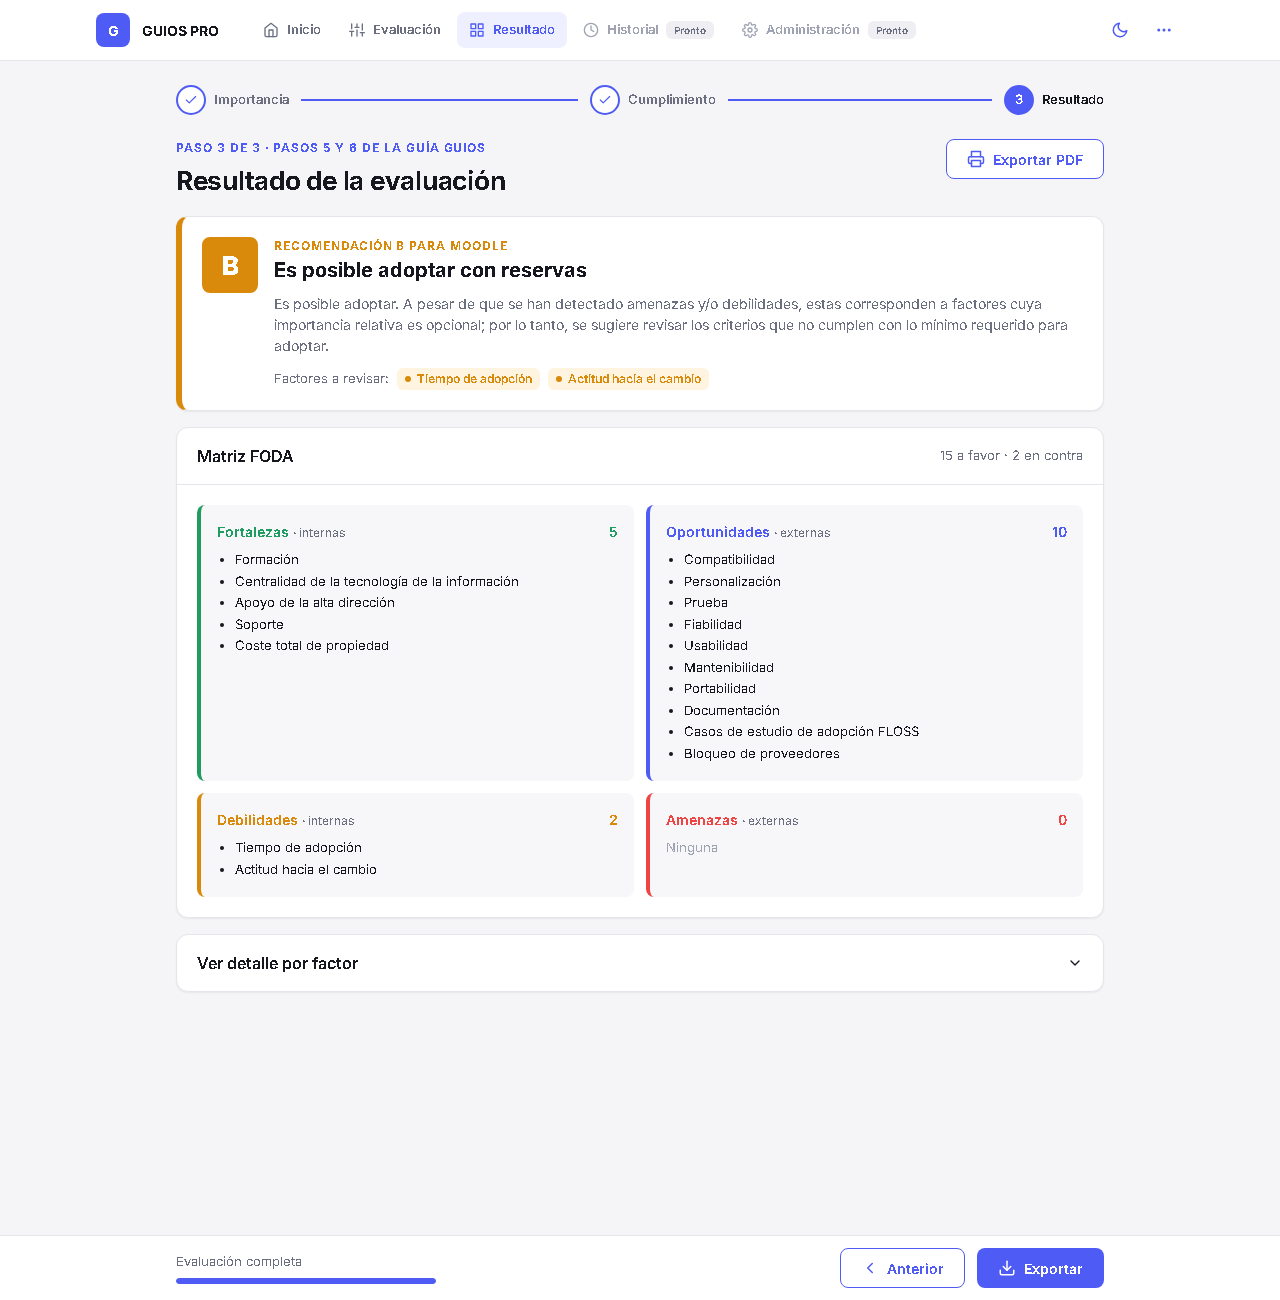 G GUIOS PRO Inicio Evaluación Resultado Historial Pronto Administración Pronto
Importancia Cumplimiento 3 Resultado
PASO 3 DE 3 · PASOS 5 Y 6 DE LA GUÍA GUIOS
Resultado de la evaluación
Exportar PDF
B
RECOMENDACIÓN B PARA MOODLE
Es posible adoptar con reservas
Es posible adoptar. A pesar de que se han detectado amenazas y/o debilidades, estas corresponden a factores cuya
importancia relativa es opcional; por lo tanto, se sugiere revisar los criterios que no cumplen con lo mínimo requerido para
adoptar.
Factores a revisar: Tiempo de adopción Actitud hacia el cambio
Matriz FODA 15 a favor · 2 en contra
Fortalezas · internas 5
• Formación
• Centralidad de la tecnología de la información
• Apoyo de la alta dirección
• Soporte
• Coste total de propiedad
Oportunidades · externas 10
• Compatibilidad
• Personalización
• Prueba
• Fiabilidad
• Usabilidad
• Mantenibilidad
• Portabilidad
• Documentación
• Casos de estudio de adopción FLOSS
• Bloqueo de proveedores
Debilidades · internas 2
• Tiempo de adopción
• Actitud hacia el cambio
Amenazas · externas 0
Ninguna
Ver detalle por factor
Evaluación completa
Anterior Exportar